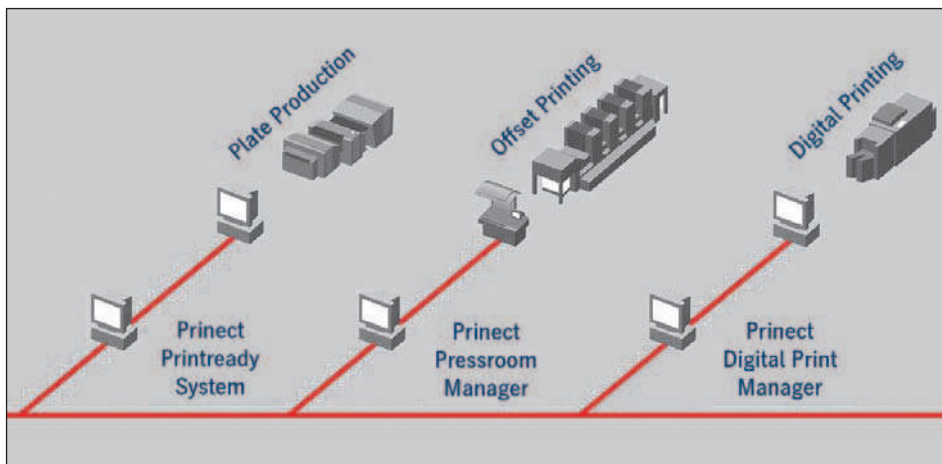 Plate Production
Offset Printing
Digital Printing
Prinect
Printready
System
Prinect
Pressroom
Manager
Prinect
Digital Print
Manager